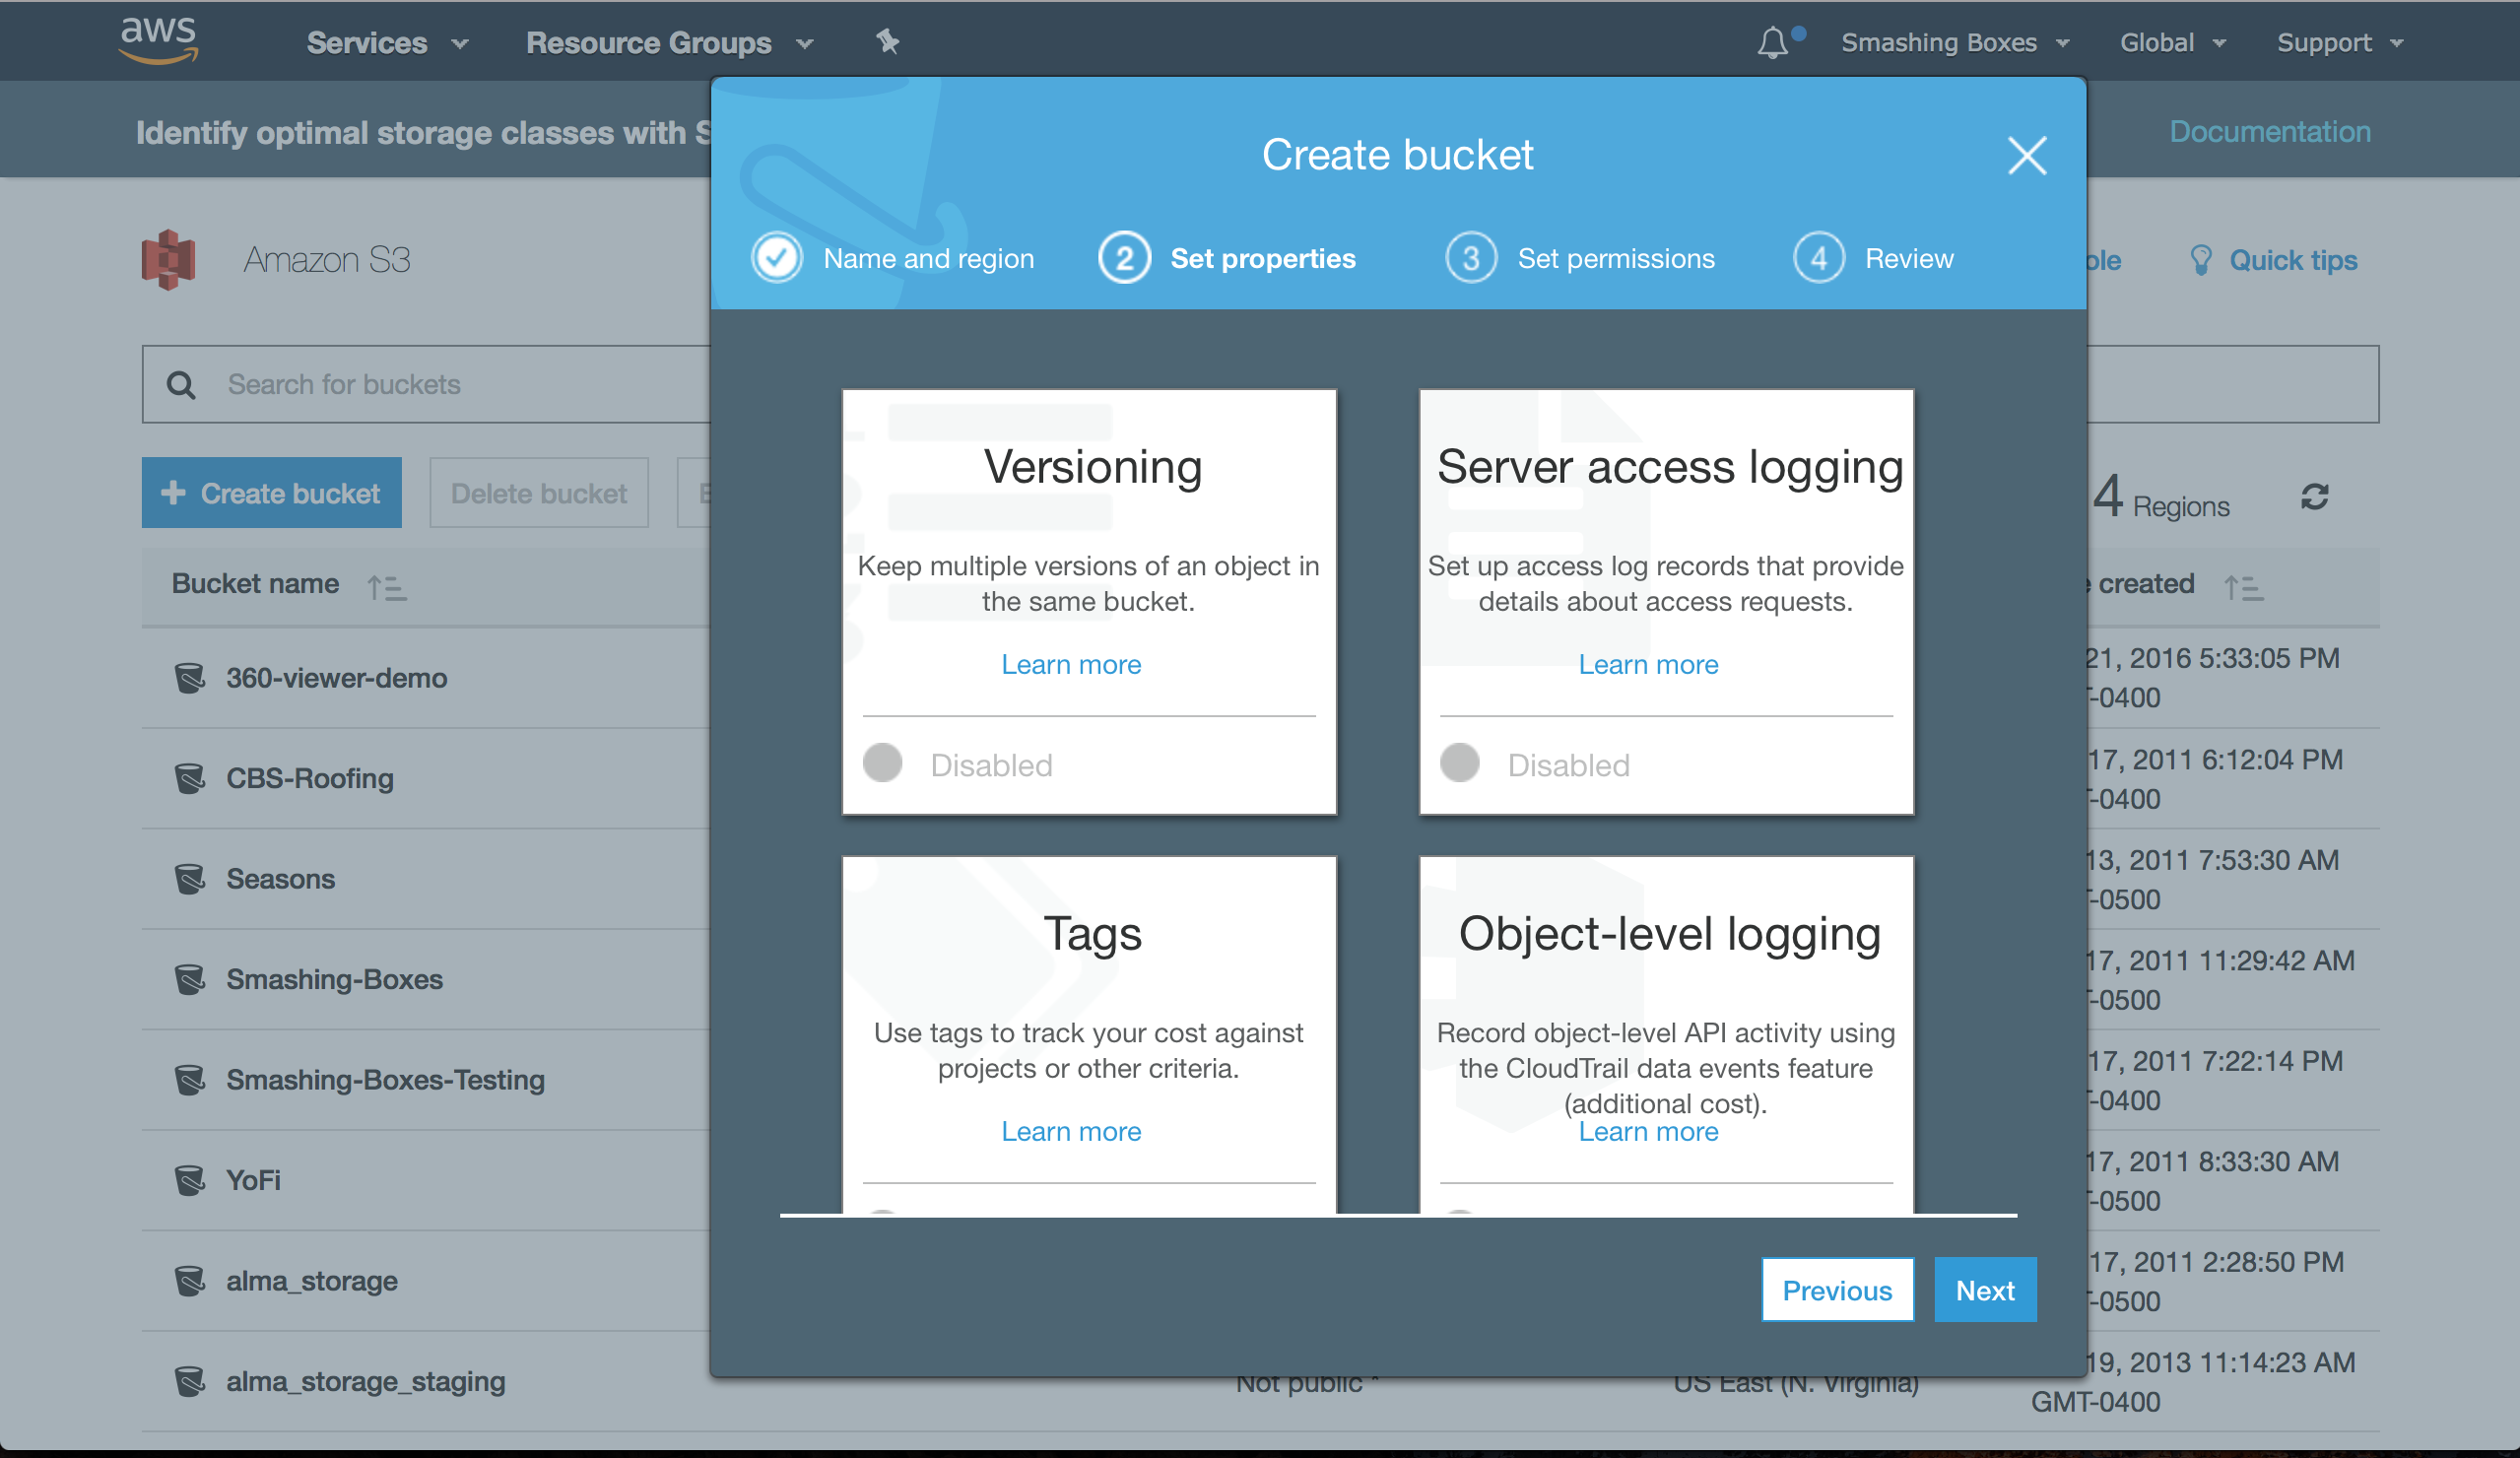 aws Services Resource Groups Smashing Boxes Global Support
Identify optimal storage classes with S
Documentation
Create bucket
Name and region 2 Set properties 3 Set permissions 4 Review
Amazon S3
Quick tips
Search for buckets
Create bucket Delete bucket
4 Regions
Bucket name
created
360-viewer-demo
21, 2016 5:33:05 PM
-0400
CBS-Roofing
17, 2011 6:12:04 PM
-0400
Seasons
13, 2011 7:53:30 AM
-0500
Smashing-Boxes
17, 2011 11:29:42 AM
-0500
Smashing-Boxes-Testing
17, 2011 7:22:14 PM
-0400
YoFi
17, 2011 8:33:30 AM
-0500
alma_storage
17, 2011 2:28:50 PM
-0500
alma_storage_staging
Not public *
US East (N. Virginia)
19, 2013 11:14:23 AM
GMT-0400
Versioning
Keep multiple versions of an object in
the same bucket.
Learn more
Disabled
Server access logging
Set up access log records that provide
details about access requests.
Learn more
Disabled
Tags
Use tags to track your cost against
projects or other criteria.
Learn more
Object-level logging
Record object-level API activity using
the CloudTrail data events feature
(additional cost).
Learn more
Previous Next